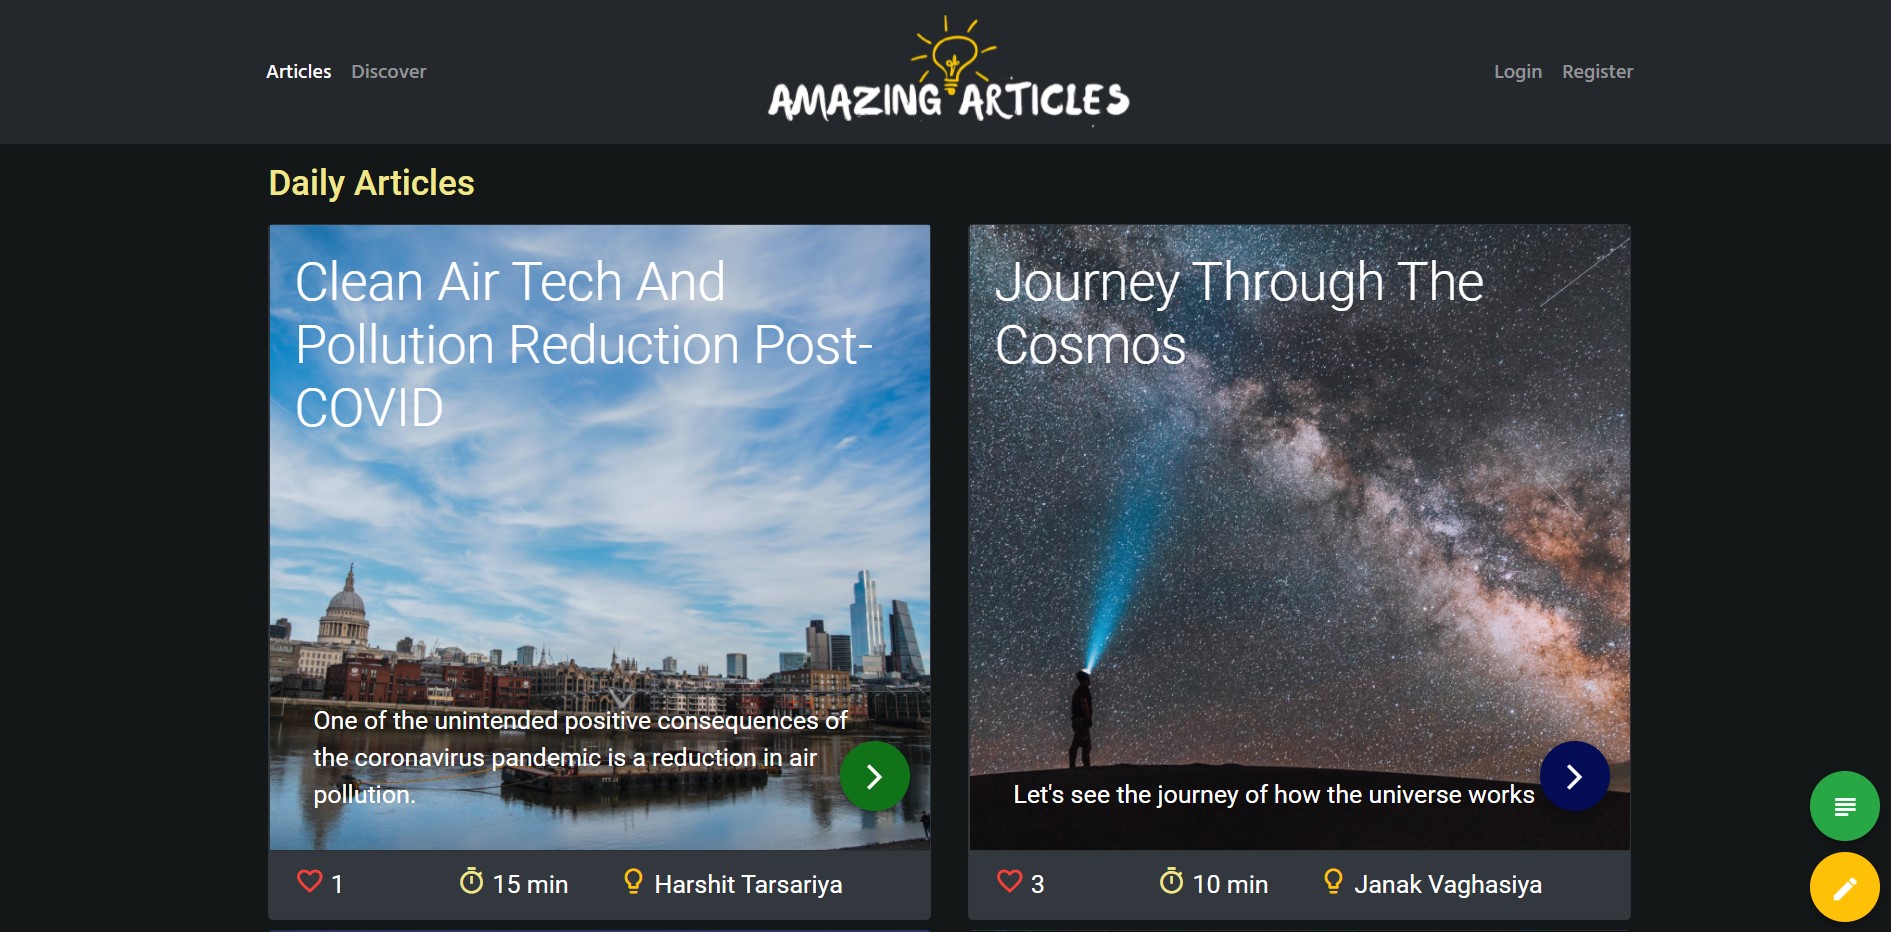 Articles Discover
AMAZING ARTICLES
Login Register
Daily Articles
Clean Air Tech And
Pollution Reduction Post-
COVID
One of the unintended positive consequences of
the coronavirus pandemic is a reduction in air
pollution.
1 15 min Harshit Tarsariya
Journey Through The
Cosmos
Let's see the journey of how the universe works
3 10 min Janak Vaghasiya